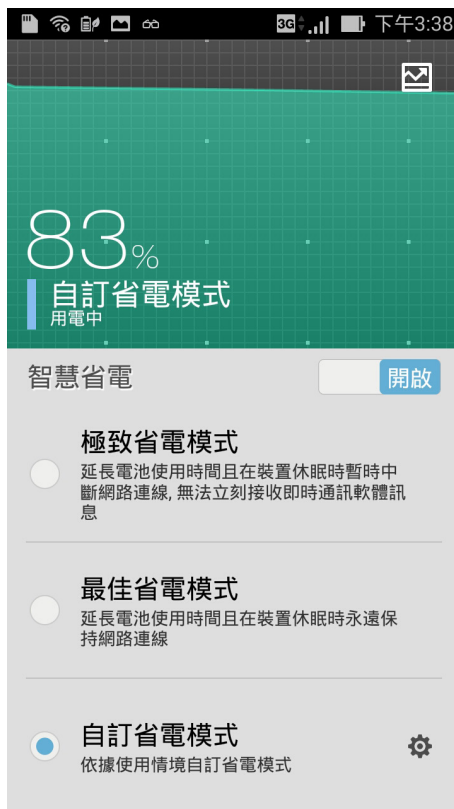 3G 下午3:38
83%
自訂省電模式
用電中
智慧省電 開啟
極致省電模式
延長電池使用時間且在裝置休眠時暫時中
斷網路連線, 無法立刻接收即時通訊軟體訊
息
最佳省電模式
延長電池使用時間且在裝置休眠時永遠保
持網路連線
自訂省電模式
依據使用情境自訂省電模式